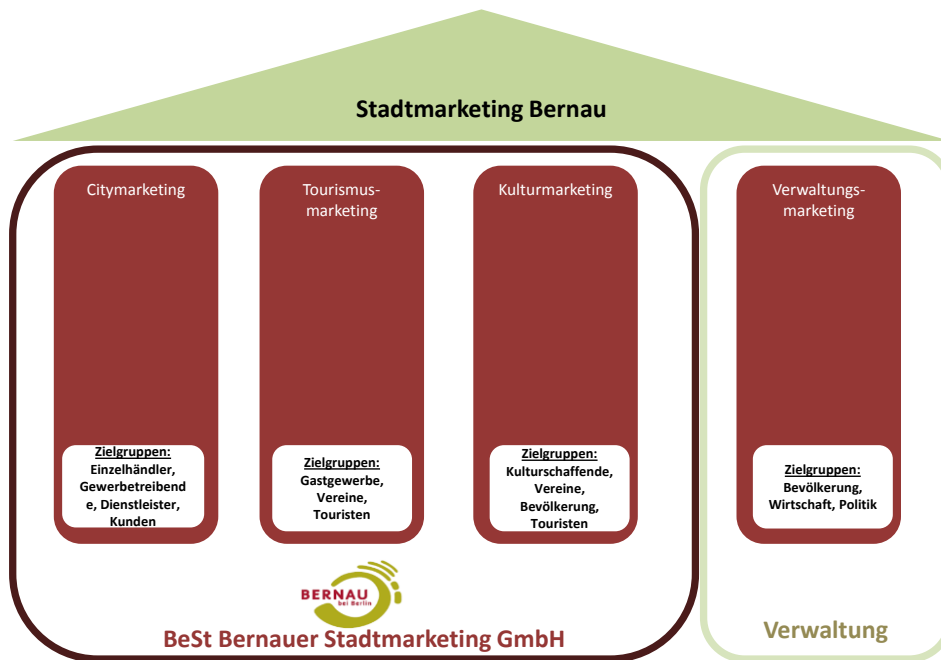 Stadtmarketing Bernau
Citymarketing
Zielgruppen:
Einzelhändler,
Gewerbetreibend
e, Dienstleister,
Kunden
Tourismus-
marketing
Zielgruppen:
Gastgewerbe,
Vereine,
Touristen
Kulturmarketing
Zielgruppen:
Kulturschaffende,
Vereine,
Bevölkerung,
Touristen
Verwaltungs-
marketing
Zielgruppen:
Bevölkerung,
Wirtschaft, Politik
BERNAU
bei Berlin
BeSt Bernauer Stadtmarketing GmbH
Verwaltung